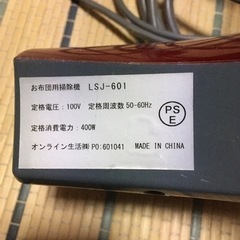 お布団用掃除機 LSJ-601
定格電圧:100V 定格周波数 50-60Hz
定格消費電力:400W
オンライン生活㈱ PO:601041 MADE IN CHINA
PS
E